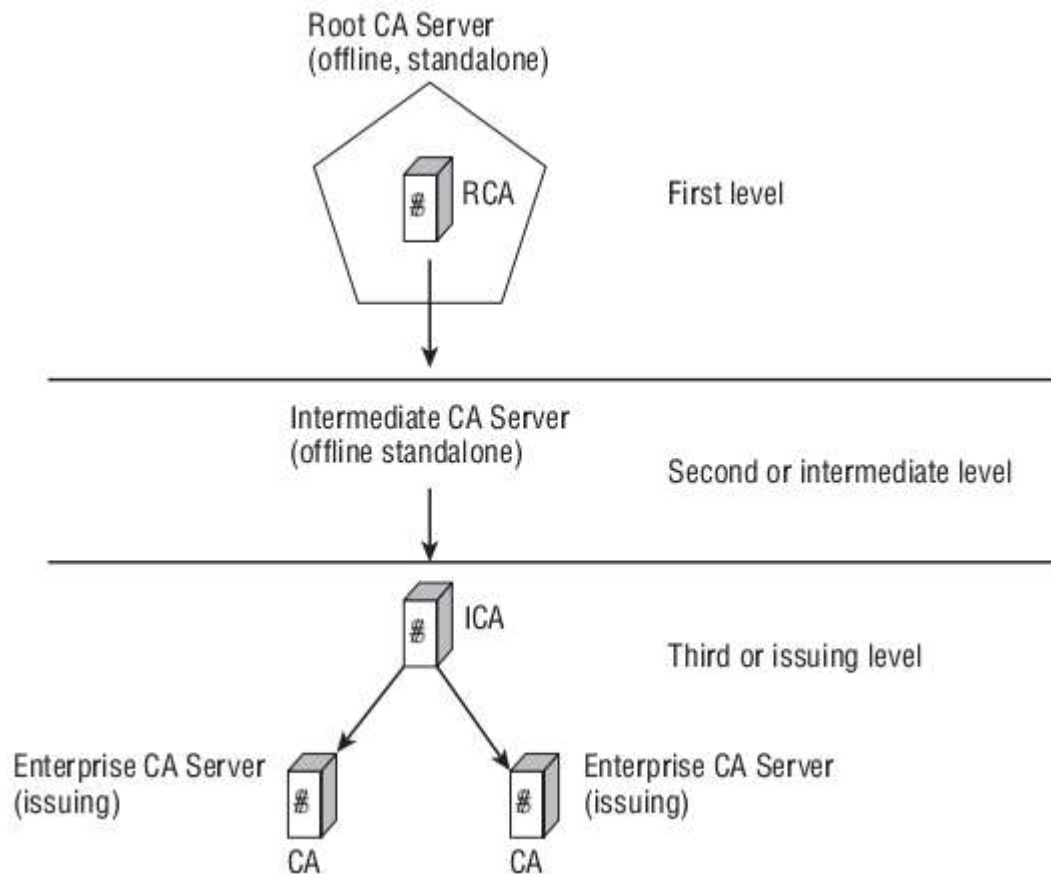 Root CA Server
(offline, standalone)
RCA
First level
Intermediate CA Server
(offline standalone)
Second or intermediate level
ICA
Third or issuing level
Enterprise CA Server
(issuing)
CA
Enterprise CA Server
(issuing)
CA